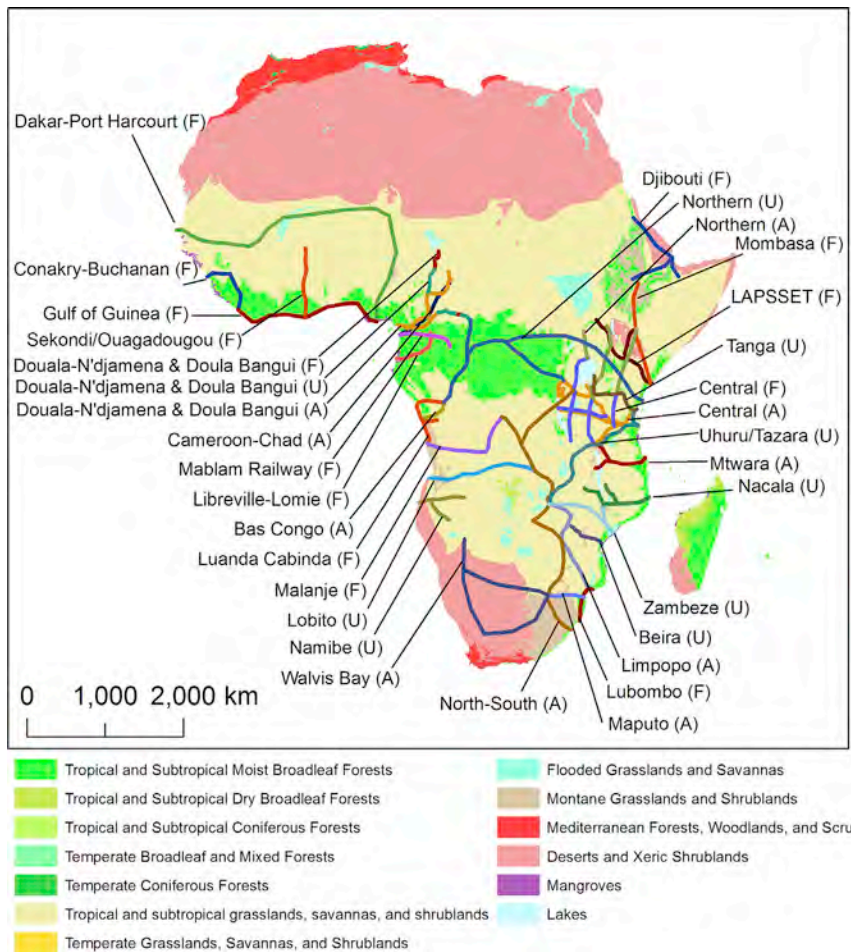 Dakar-Port Harcourt (F)
Djibouti (F)
Northern (U)
Northern (A)
Mombasa (F)
Conakry-Buchanan (F)
LAPSSET (F)
Gulf of Guinea (F)
Sekondi/Ouagadougou (F)
Tanga (U)
Douala-N'djamena & Doula Bangui (F)
Douala-N'djamena & Doula Bangui (U)
Central (F)
Douala-N'djamena & Doula Bangui (A)
Central (A)
Cameroon-Chad (A)
Uhuru/Tazara (U)
Mablam Railway (F)
Mtwara (A)
Libreville-Lomie (F)
Nacala (U)
Bas Congo (A)
Luanda Cabinda (F)
Malanje (F)
Lobito (U)
Zambeze (U)
Namibe (U)
Beira (U)
Walvis Bay (A)
Limpopo (A)
North-South (A)
Lubombo (F)
Maputo (A)
0 1,000 2,000 km
Tropical and Subtropical Moist Broadleaf Forests
Tropical and Subtropical Dry Broadleaf Forests
Tropical and Subtropical Coniferous Forests
Temperate Broadleaf and Mixed Forests
Temperate Coniferous Forests
Tropical and subtropical grasslands, savannas, and shrublands
Temperate Grasslands, Savannas, and Shrublands
Flooded Grasslands and Savannas
Montane Grasslands and Shrublands
Mediterranean Forests, Woodlands, and Scru
Deserts and Xeric Shrublands
Mangroves
Lakes